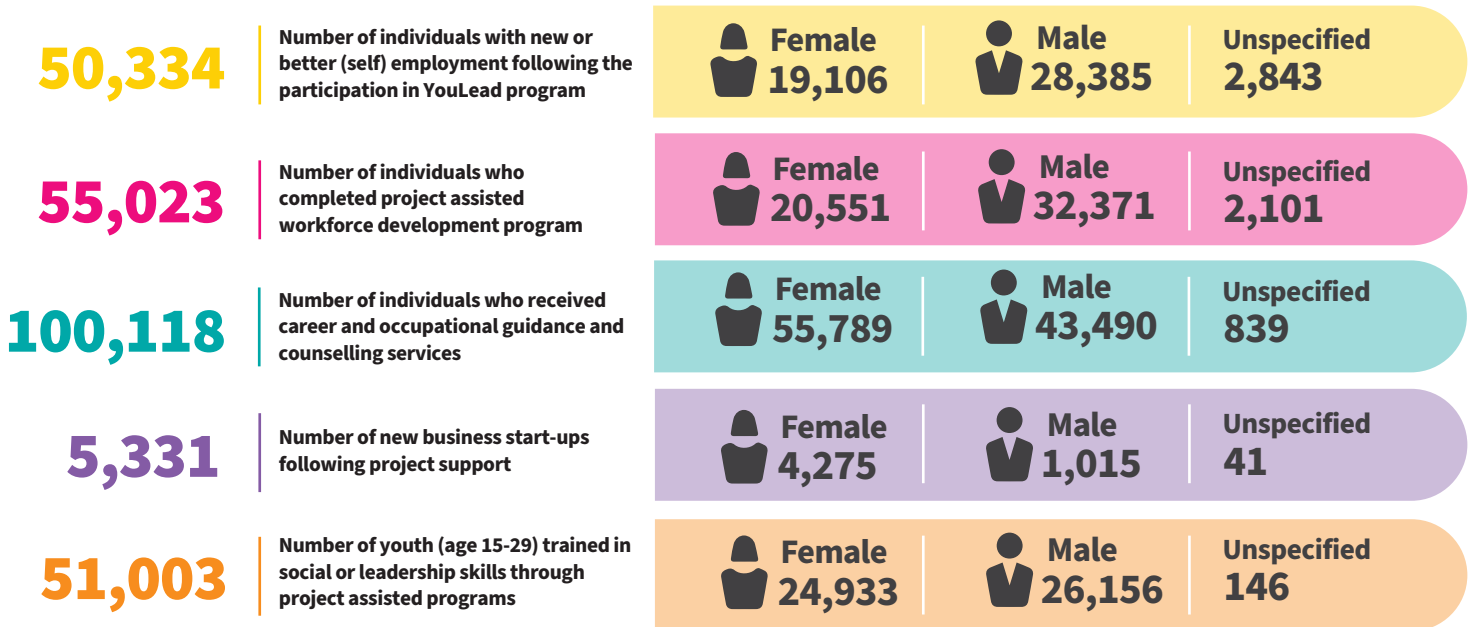 50,334
Number of individuals with new or
better (self) employment following the
participation in YouLead program
Female
19,106
Male
28,385
Unspecified
2,843
55,023
Number of individuals who
completed project assisted
workforce development program
Female
20,551
Male
32,371
Unspecified
2,101
100,118
Number of individuals who received
career and occupational guidance and
counselling services
Female
55,789
Male
43,490
Unspecified
839
5,331
Number of new business start-ups
following project support
Female
4,275
Male
1,015
Unspecified
41
51,003
Number of youth (age 15-29) trained in
social or leadership skills through
project assisted programs
Female
24,933
Male
26,156
Unspecified
146